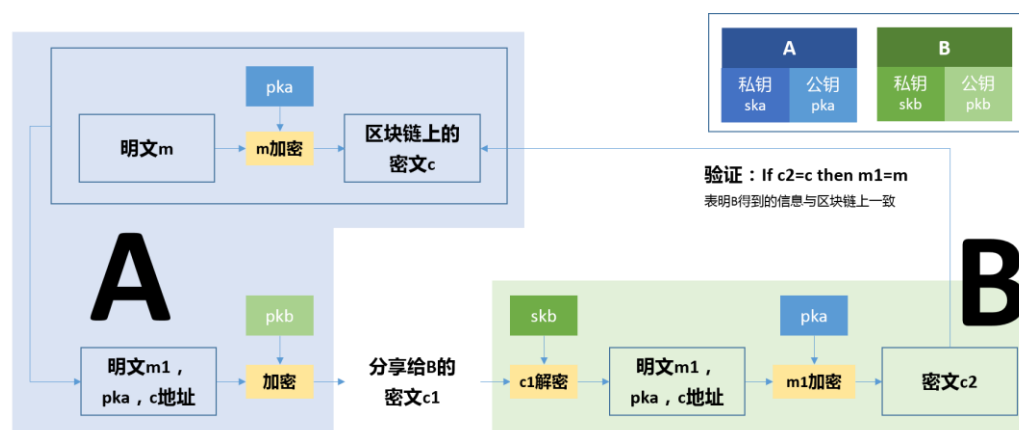 A
B
私钥
ska
公钥
pka
私钥
skb
公钥
pkb
pka
明文m
m加密
区块链上的
密文c
验证：If c2=c then m1=m
表明B得到的信息与区块链上一致
A
B
pkb
skb
pka
明文m1，
pka，c地址
加密
分享给B的
密文c1
c1解密
明文m1，
pka，c地址
m1加密
密文c2